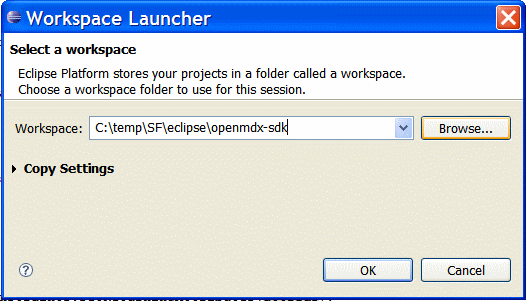 Workspace Launcher
Select a workspace
Eclipse Platform stores your projects in a folder called a workspace.
Choose a workspace folder to use for this session.
Workspace: C:\temp\SF\eclipse\openmdx-sdk Browse...
Copy Settings
? OK Cancel